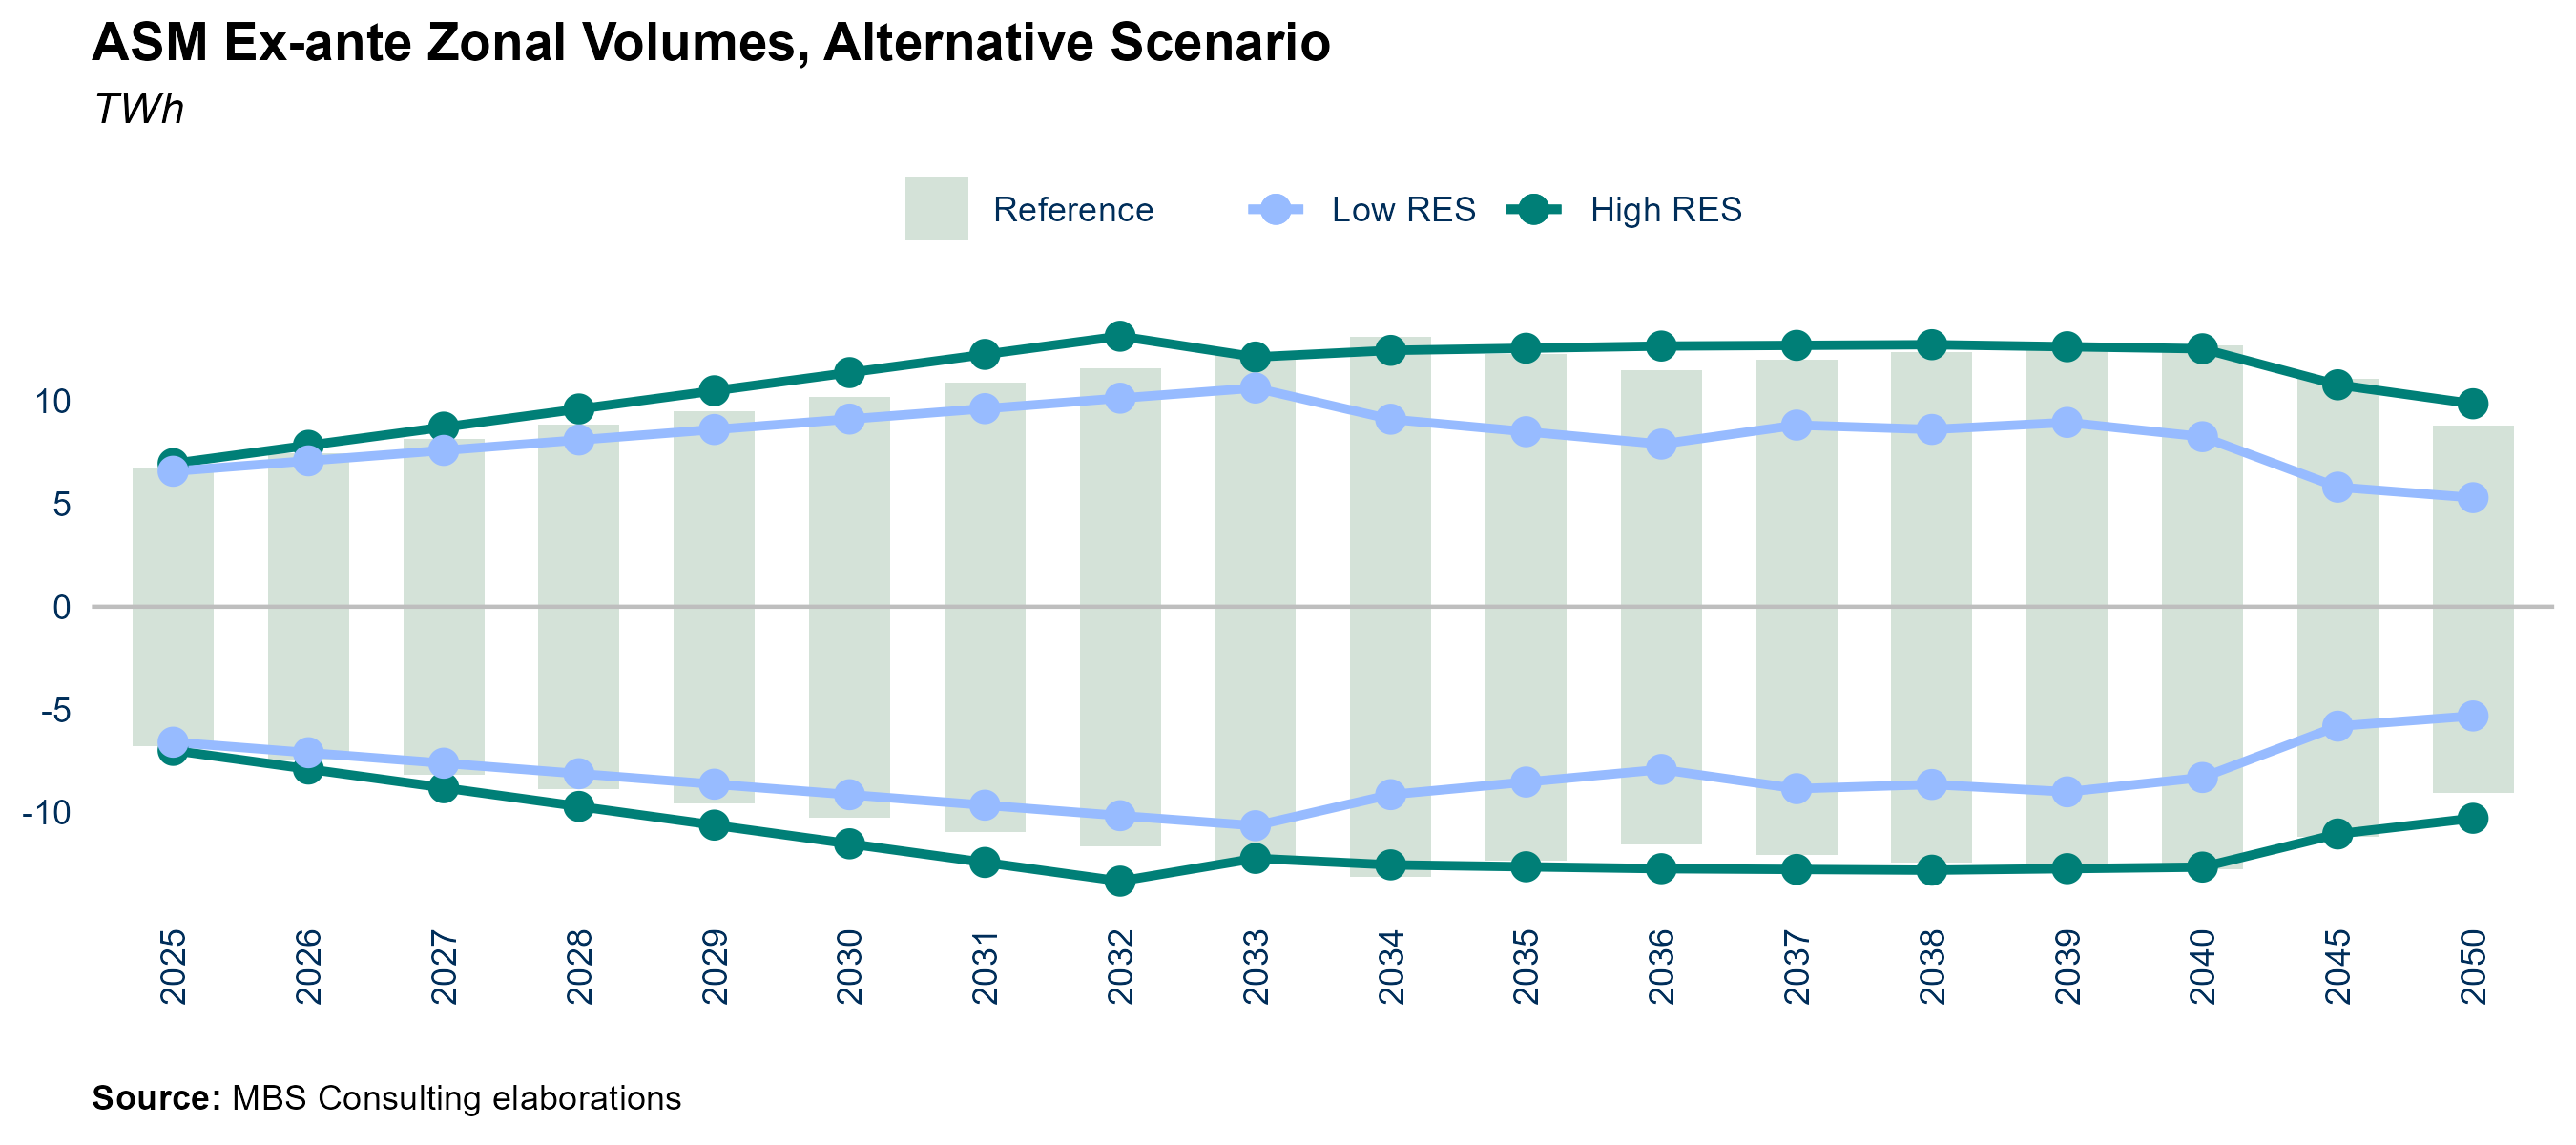 ASM Ex-ante Zonal Volumes, Alternative Scenario
TWh
Reference Low RES High RES
10
5
0
-5
-10
2025 2026 2027 2028 2029 2030 2031 2032 2033 2034 2035 2036 2037 2038 2039 2040 2045 2050
Source: MBS Consulting elaborations